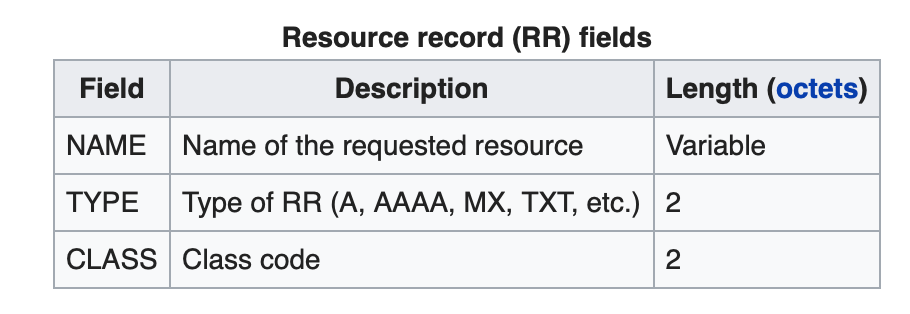 Resource record (RR) fields
Field Description Length (octets)
NAME Name of the requested resource Variable
TYPE Type of RR (A, AAAA, MX, TXT, etc.) 2
CLASS Class code 2